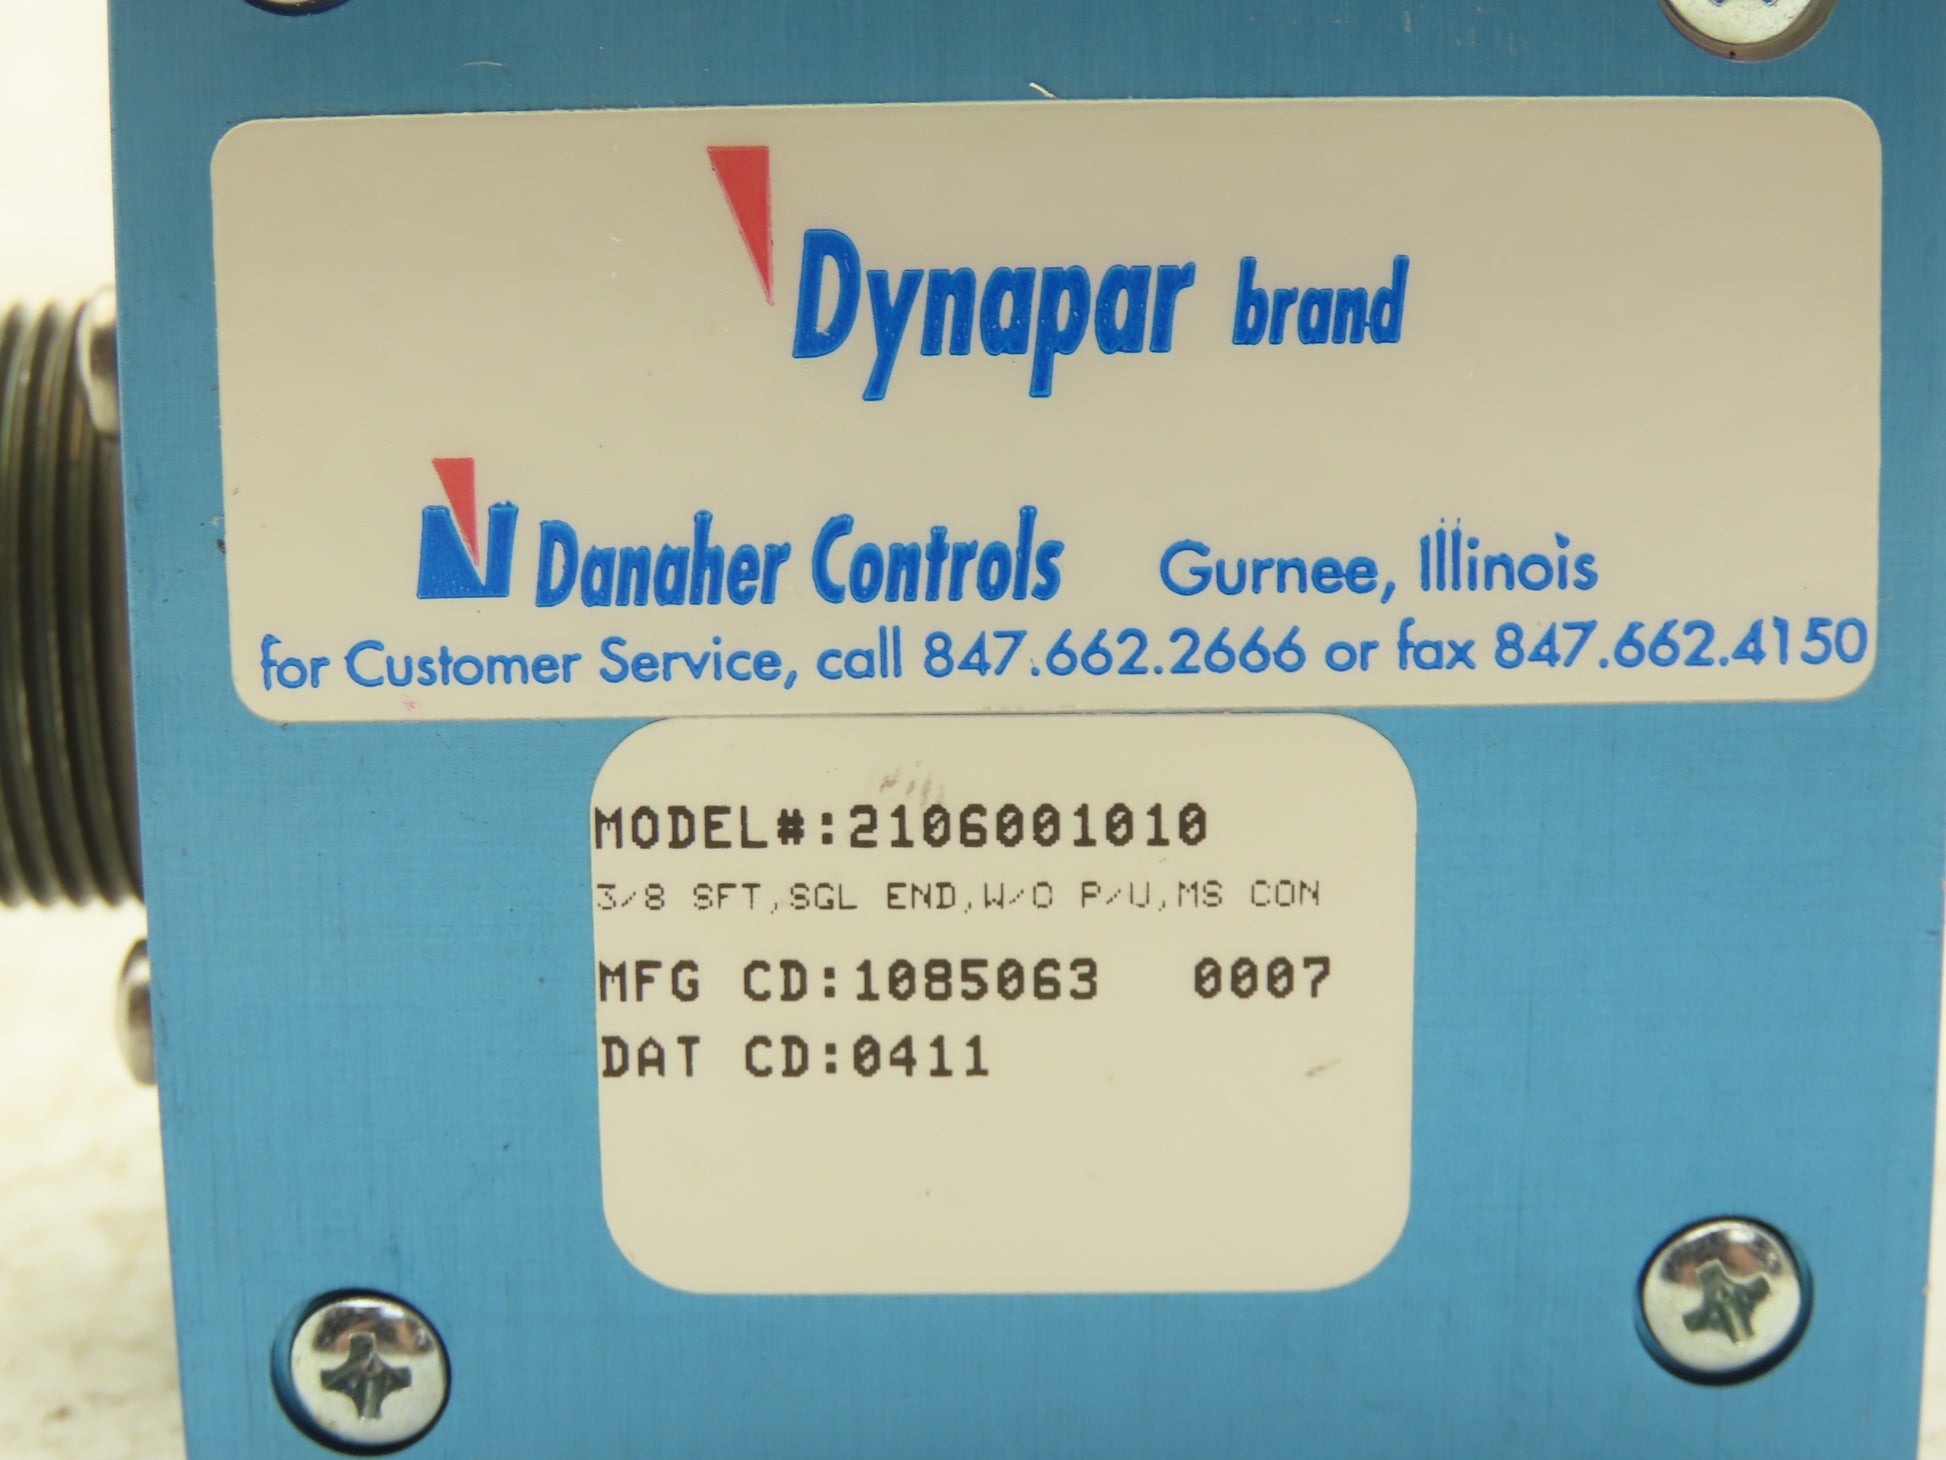 Dynapar brand
Danaher Controls Gurnee, Illinois
for Customer Service, call 847.662.2666 or fax 847.662.4150
MODEL#:2106001010
3/8 SFT,SGL END,W/O P/U,MS CON
MFG CD:1085063 0007
DAT CD:0411